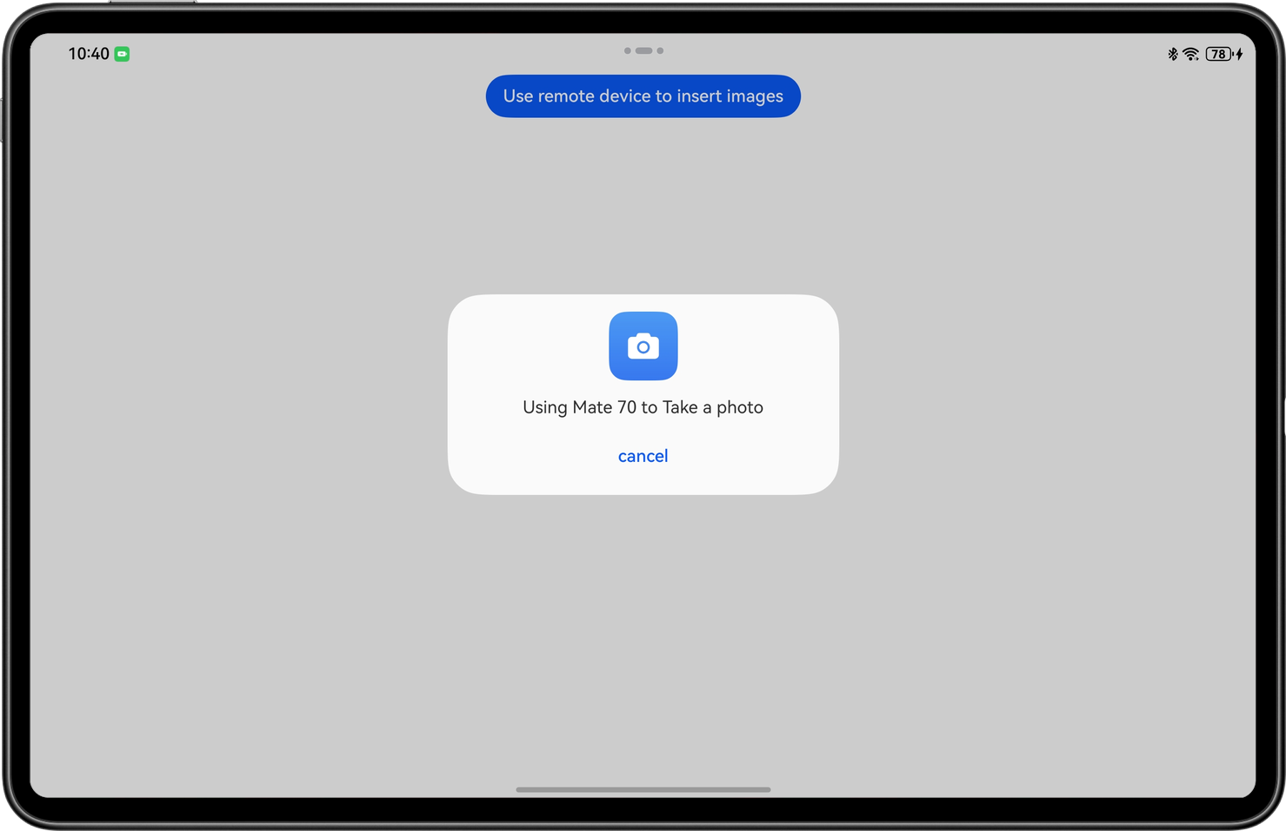 10:40
78
Use remote device to insert images
Using Mate 70 to Take a photo
cancel